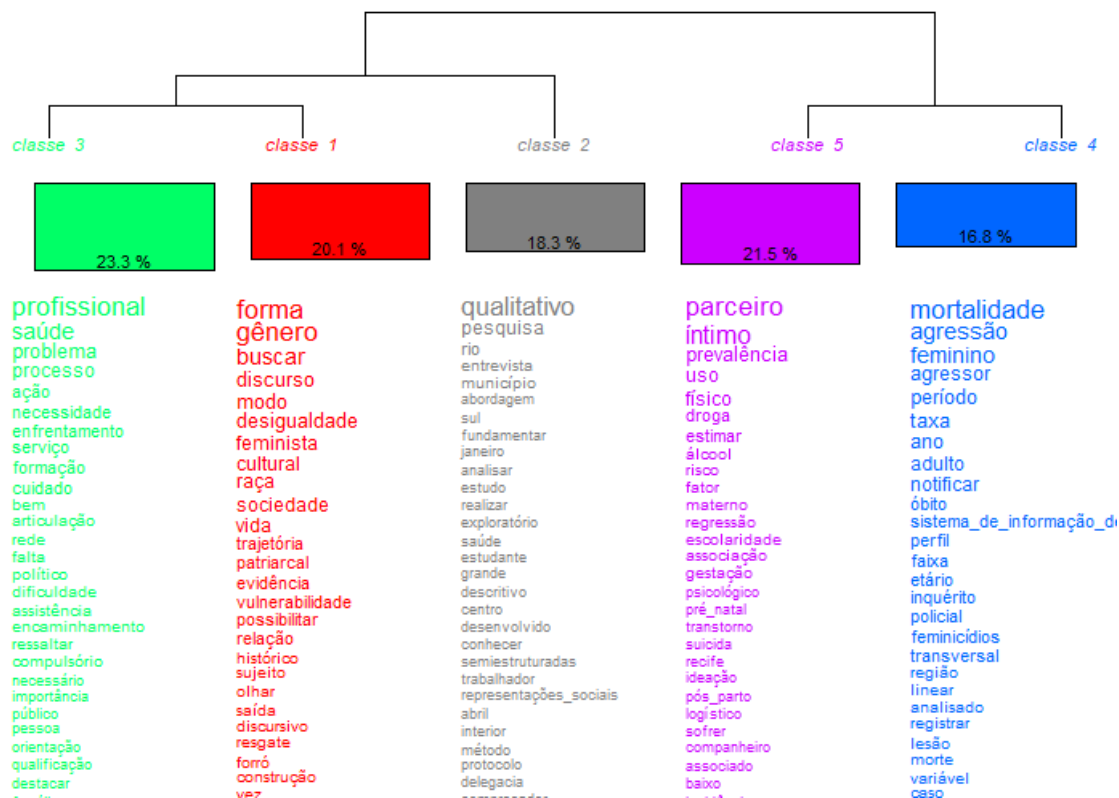 classe 3
classe 1
classe 2
classe 5
classe 4
23.3 %
20.1 %
18.3 %
21.5 %
16.8 %
profissional
saúde
problema
processo
ação
necessidade
enfrentamento
serviço
formação
cuidado
bem
articulação
rede
falta
político
dificuldade
assistência
encaminhamento
ressaltar
compulsório
necessário
importância
público
pessoa
orientação
qualificação
destacar
forma
gênero
buscar
discurso
modo
desigualdade
feminista
cultural
raça
sociedade
vida
trajetória
patriarcal
evidência
vulnerabilidade
possibilitar
relação
histórico
sujeito
olhar
saída
discursivo
resgate
forró
construção
vez
qualitativo
pesquisa
rio
entrevista
município
abordagem
sul
fundamentar
janeiro
analisar
estudo
realizar
exploratório
saúde
estudante
grande
descritivo
centro
desenvolvido
conhecer
semiestruturadas
trabalhador
representações_sociais
abril
interior
método
protocolo
delegacia
parceiro
íntimo
prevalência
uso
físico
droga
estimar
álcool
risco
fator
materno
regressão
escolaridade
associação
gestação
psicológico
pré_natal
transtorno
suicida
recife
ideação
pós_parto
logístico
sofrer
companheiro
associado
baixo
mortalidade
agressão
feminino
agressor
período
taxa
ano
adulto
notificar
óbito
sistema_de_informação_d
perfil
faixa
etário
inquérito
policial
feminicídios
transversal
região
linear
analisado
registrar
lesão
morte
variável
caso